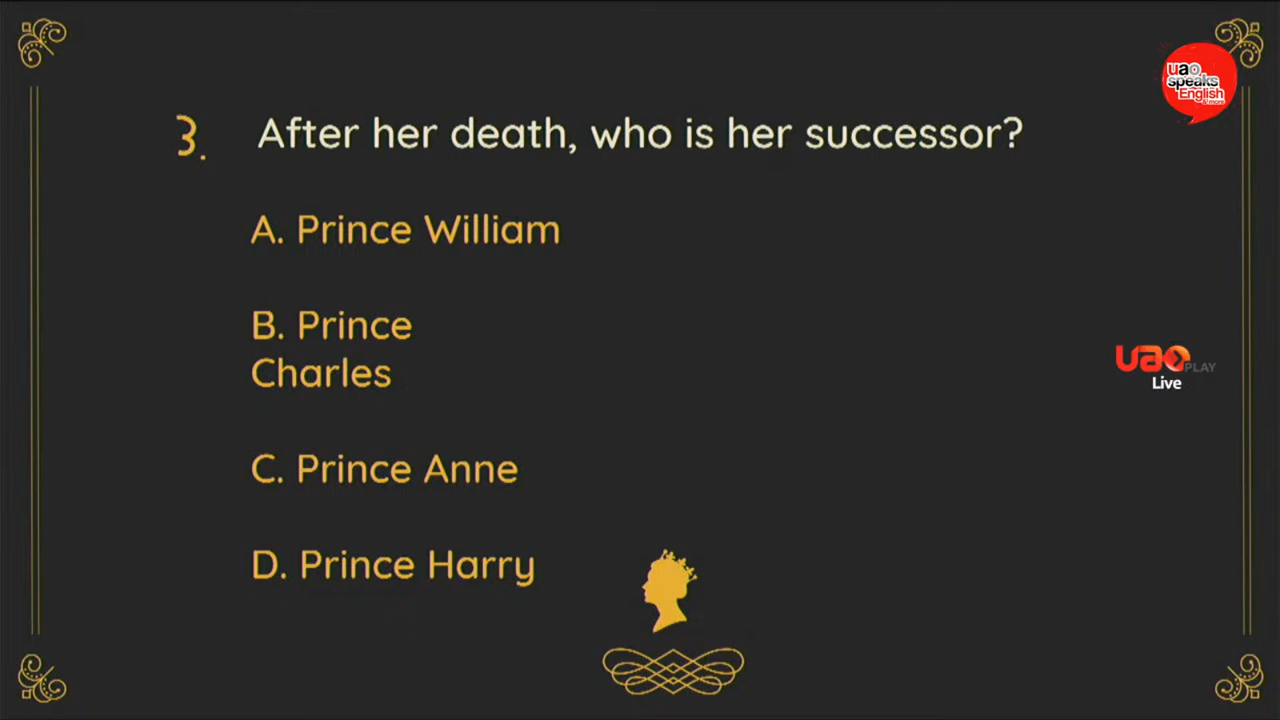 uao
speaks
English
& more
3. After her death, who is her successor?
A. Prince William
B. Prince
Charles
uao PLAY
Live
C. Prince Anne
D. Prince Harry